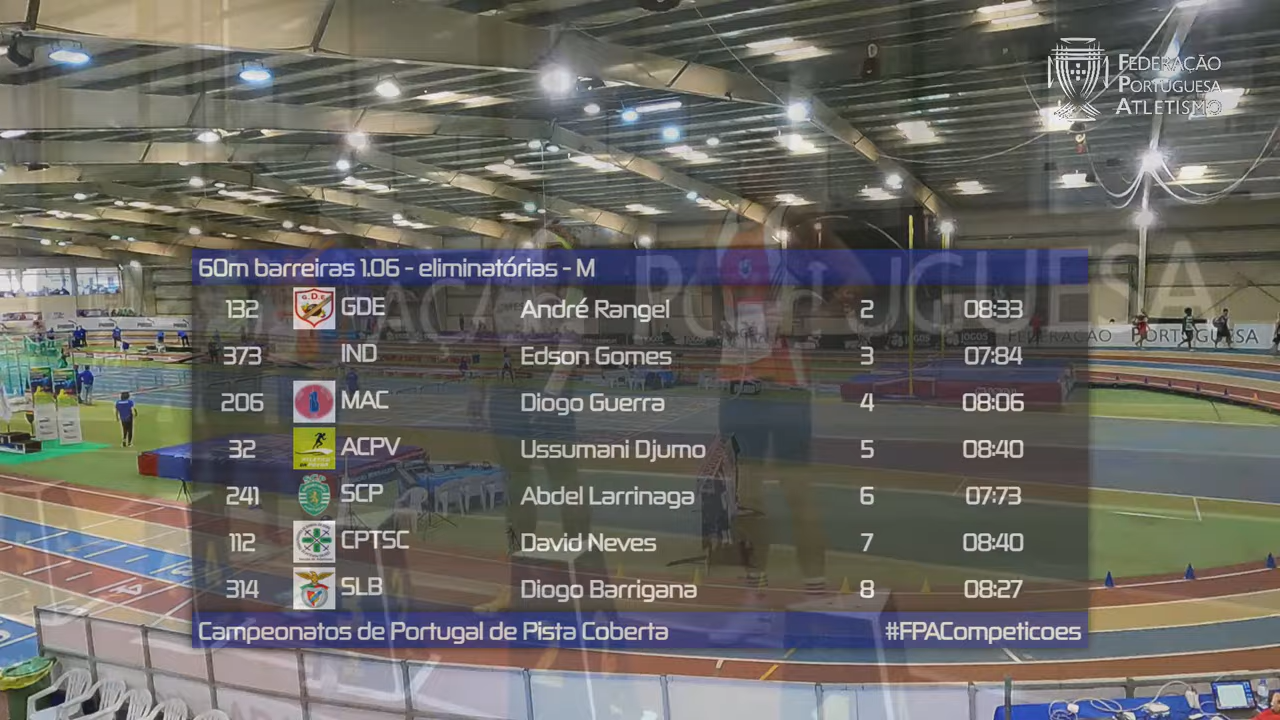 FEDERAÇÃO
PORTUGUESA
ATLETISMO
60m barreiras 1.06 - eliminatórias - M
132 GDE André Rangel 2 08:33
373 IND Edson Gomes 3 07:84
206 MAC Diogo Guerra 4 08:06
32 ACPV Ussumani Djumo 5 08:40
241 SCP Abdel Larrinaga 6 07:73
112 CPTSC David Neves 7 08:40
314 SLB Diogo Barrigana 8 08:27
Campeonatos de Portugal de Pista Coberta #FPACompeticoes
PORTUGUESA
FEDERAÇÃO PORTUGUESA